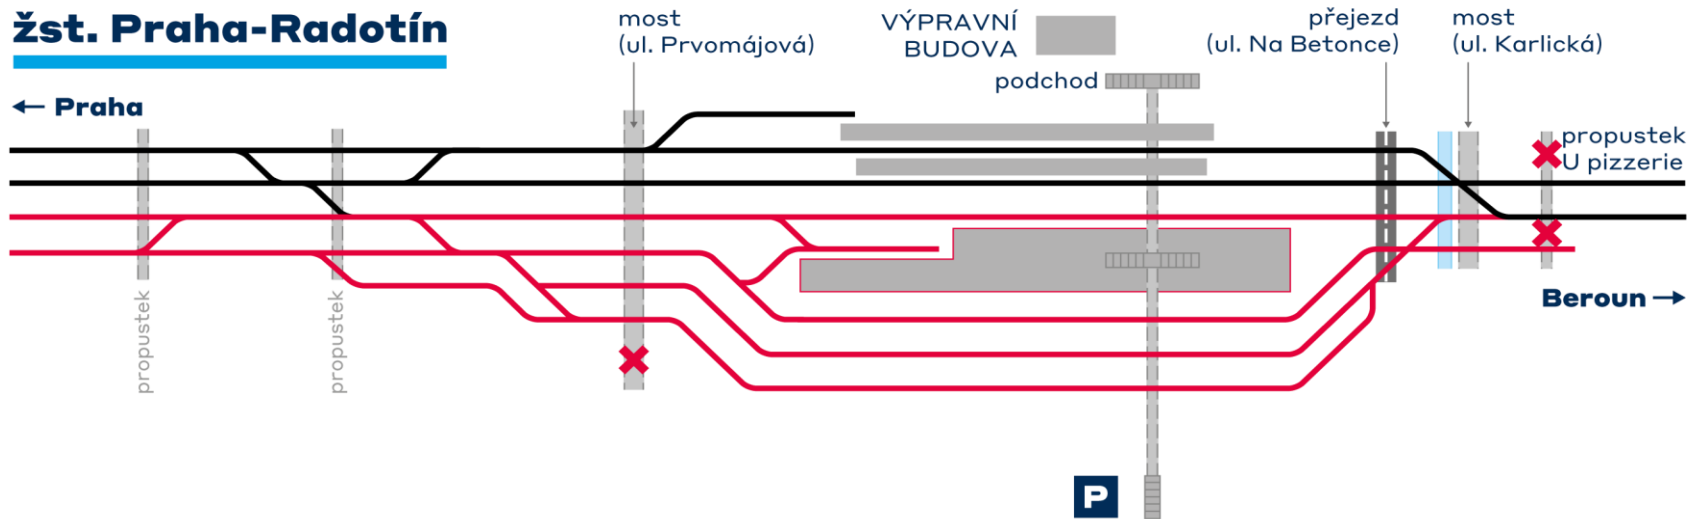 žst. Praha-Radotín
← Praha
most
(ul. Prvomájová)
VÝPRAVNÍ
BUDOVA
podchod
přejezd
(ul. Na Betonce)
most
(ul. Karlická)
propustek
U pizzerie
Beroun →
propustek
propustek
P